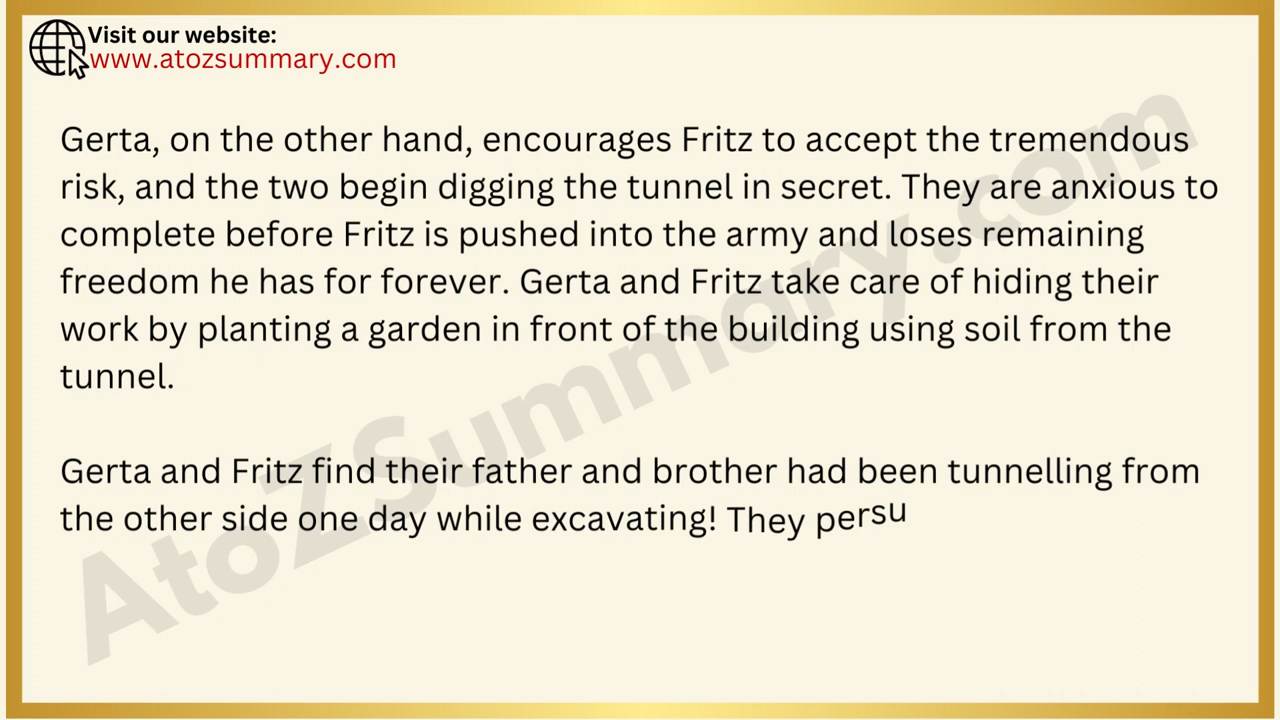 Visit our website:
www.atozsummary.com
Gerta, on the other hand, encourages Fritz to accept the tremendous
risk, and the two begin digging the tunnel in secret. They are anxious to
complete before Fritz is pushed into the army and loses remaining
freedom he has for forever. Gerta and Fritz take care of hiding their
work by planting a garden in front of the building using soil from the
tunnel.
Gerta and Fritz find their father and brother had been tunnelling from
the other side one day while excavating! They persu
AtoZSummary.com